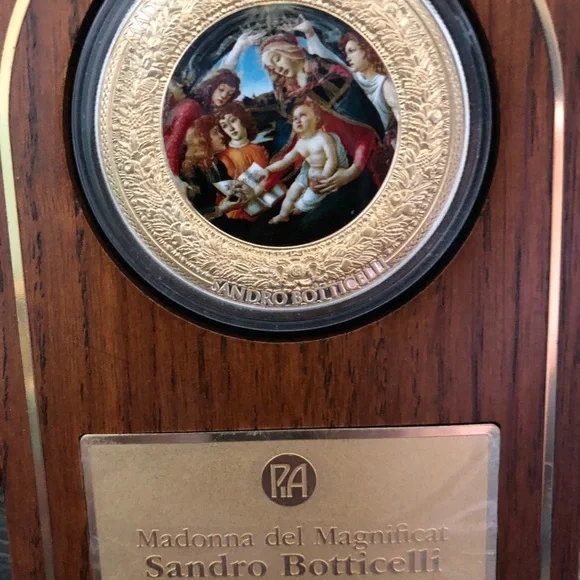 SANDRO BOTTICELLI
PA
Madonna del Magnificat
Sandro Botticelli